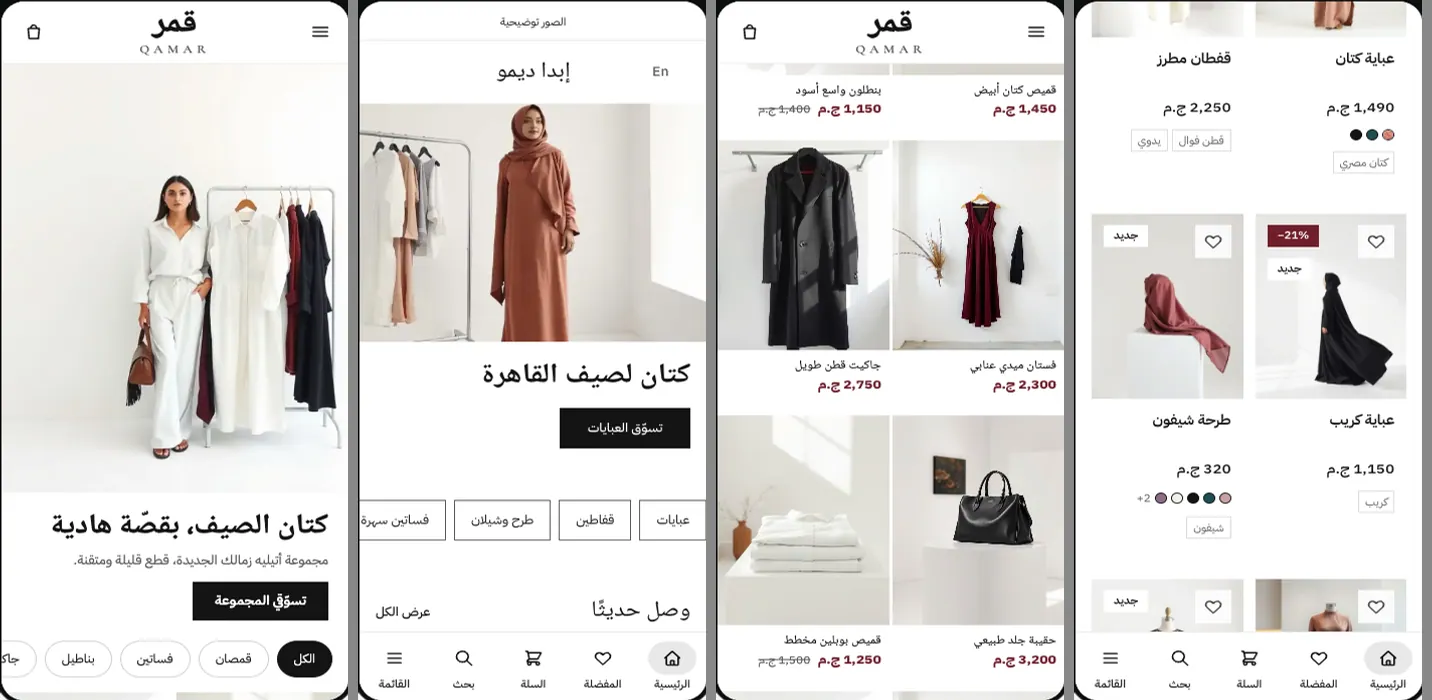 قمر
QAMAR
كتان الصيف، بقصّة هادية
مجموعة أتيليه زمالك الجديدة، قطع قليلة ومتقنة.
تسوّقي المجموعة
الكل
قمصان
فساتين
بناطيل
جاك
الصور توضيحية
إبدا ديمو
En
كتان لصيف القاهرة
تسوّق العبايات
عبايات
قفاطين
طرح وشيلان
فساتين سهرة
وصل حديثًا
عرض الكل
الرئيسية
المفضلة
السلة
بحث
القائمة
قمر
QAMAR
قميص كتان أبيض
1,450 ج.م
بنطلون واسع أسود
1,150 ج.م 1,400 ج.م
فستان ميدي عنابي
2,300 ج.م
جاكيت قطن طويل
2,750 ج.م
حقيبة جلد طبيعي
3,200 ج.م
قميص بوبلين مخطط
1,250 ج.م 1,500 ج.م
عباية كتان
1,490 ج.م
كتان مصري
قفطان مطرز
2,250 ج.م
قطن فوال
يدوي
−21%
جديد
عباية كريب
1,150 ج.م
كريب
جديد
طرحة شيفون
320 ج.م
+2
شيفون
جديد
الرئيسية
المفضلة
السلة
بحث
القائمة